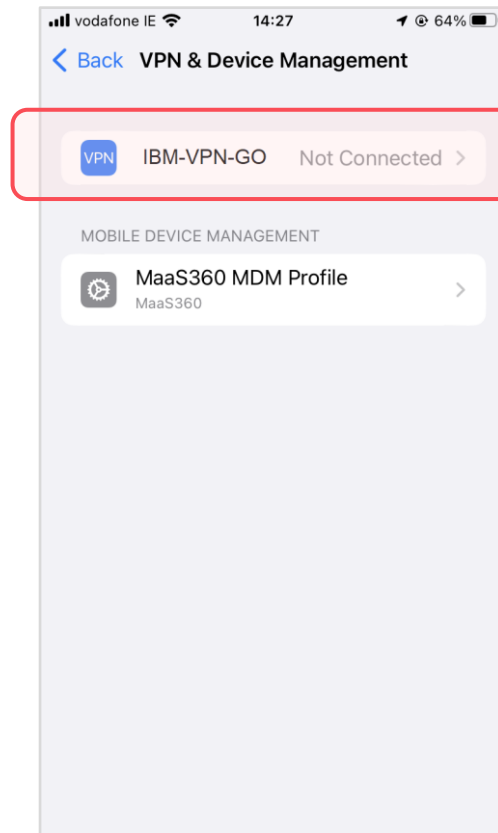 vodafone IE 14:27 64%
Back VPN & Device Management
VPN IBM-VPN-GO Not Connected
MOBILE DEVICE MANAGEMENT
MaaS360 MDM Profile
MaaS360